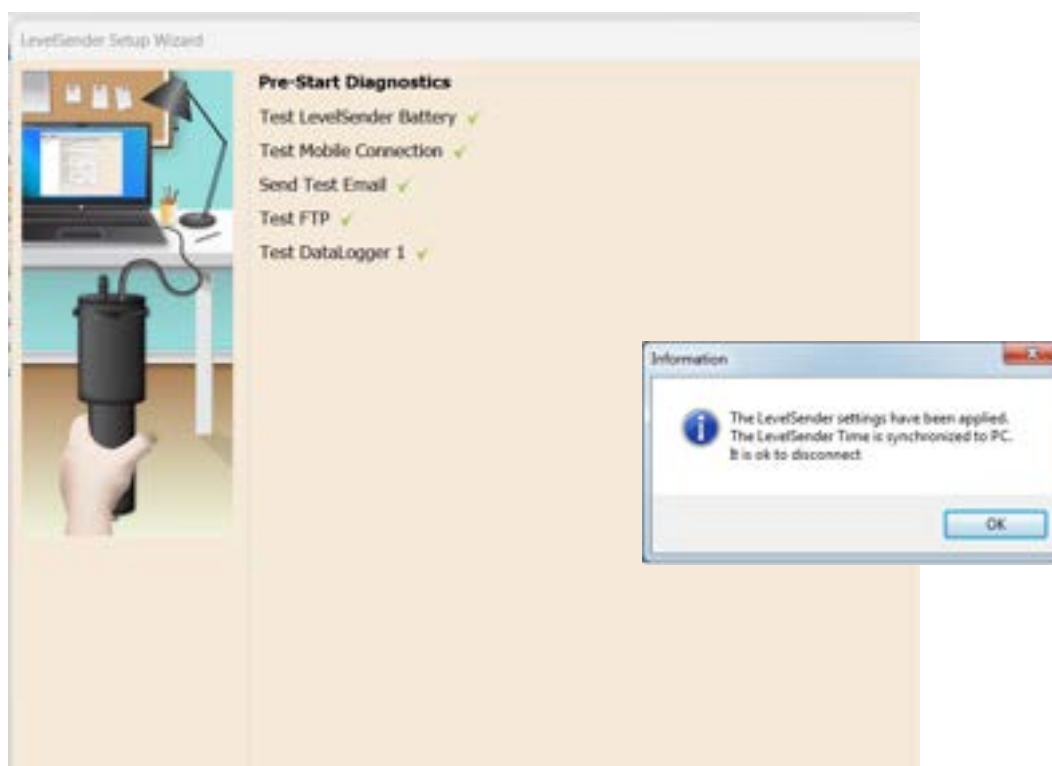 LevelSender Setup Wizard
Pre-Start Diagnostics
Test LevelSender Battery
Test Mobile Connection
Send Test Email
Test FTP
Test DataLogger 1
Information
The LevelSender settings have been applied.
The LevelSender Time is synchronized to PC.
It is ok to disconnect
OK